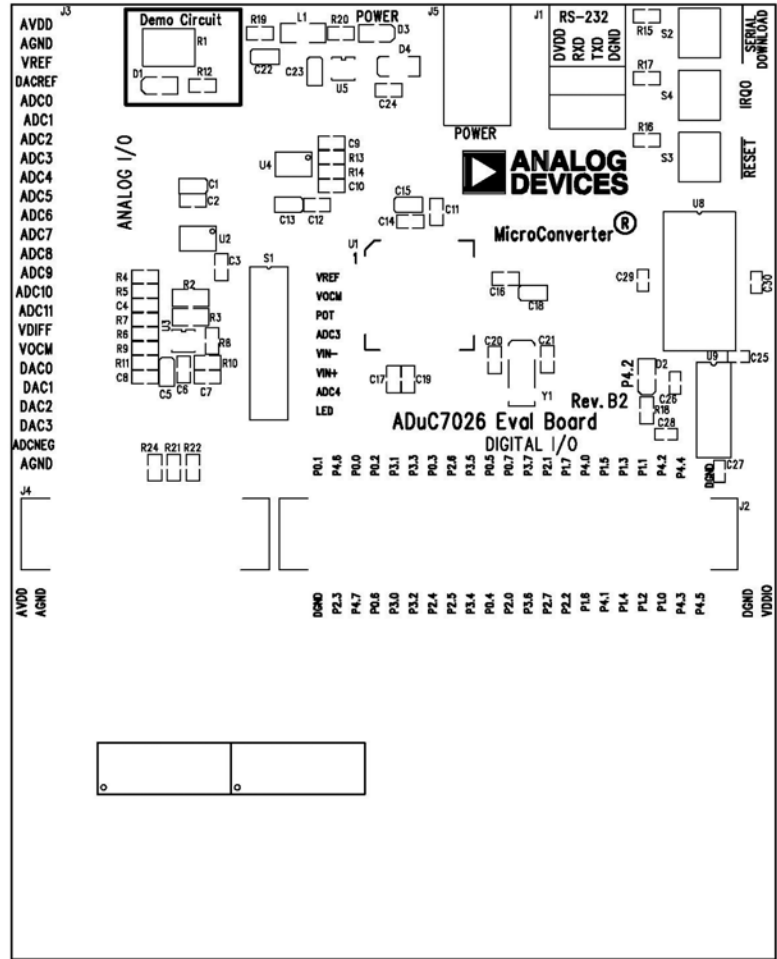 J3
AVDD
AGND
VREF
DACREF
ADC0
ADC1
ADC2
ADC3
ADC4
ADC5
ADC6
ADC7
ADC8
ADC9
ADC10
ADC11
VDIFF
VOCM
DAC0
DAC1
DAC2
DAC3
ADCNEG
AGND
Demo Circuit
R1
D1
R12
ANALOG I/O
R19
L1
R20
POWER
D3
C22
C23
U5
D4
C24
J5
POWER
J1
RS-232
DVDD
RXD
TXD
DGND
R15
S2
SERIAL DOWNLOAD
R17
S4
IRQ0
R16
S3
RESET
ANALOG
DEVICES
MicroConverter®
U4
C9
R13
R14
C10
C1
C2
C13
C12
C15
C14
C11
U2
C3
S1
U1
1
U8
C29
C30
R4
R5
C4
R7
R6
R9
R11
C8
R2
R3
U3
R8
R10
C5
C6
C7
VREF
VOCM
POT
ADC3
VIN-
VIN+
ADC4
LED
C16
C18
C17
C19
C20
C21
Y1
P4.2
D2
C26
R18
C28
U9
C25
C27
Rev. B2
ADuC7026 Eval Board
DIGITAL I/O
R24 R21 R22
P0.1 P4.6 P0.0 P0.2 P3.1 P3.3 P0.3 P2.6 P3.5 P0.5 P0.7 P3.7 P2.1 P1.7 P4.0 P1.5 P1.3 P1.1 P4.2 P4.4 DGND
J4
J2
AVDD AGND
DGND P2.3 P4.7 P0.6 P3.0 P3.2 P2.4 P2.5 P3.4 P0.4 P2.0 P3.6 P2.7 P2.2 P1.6 P4.1 P1.4 P1.2 P1.0 P4.3 P4.5 DGND VDDIO